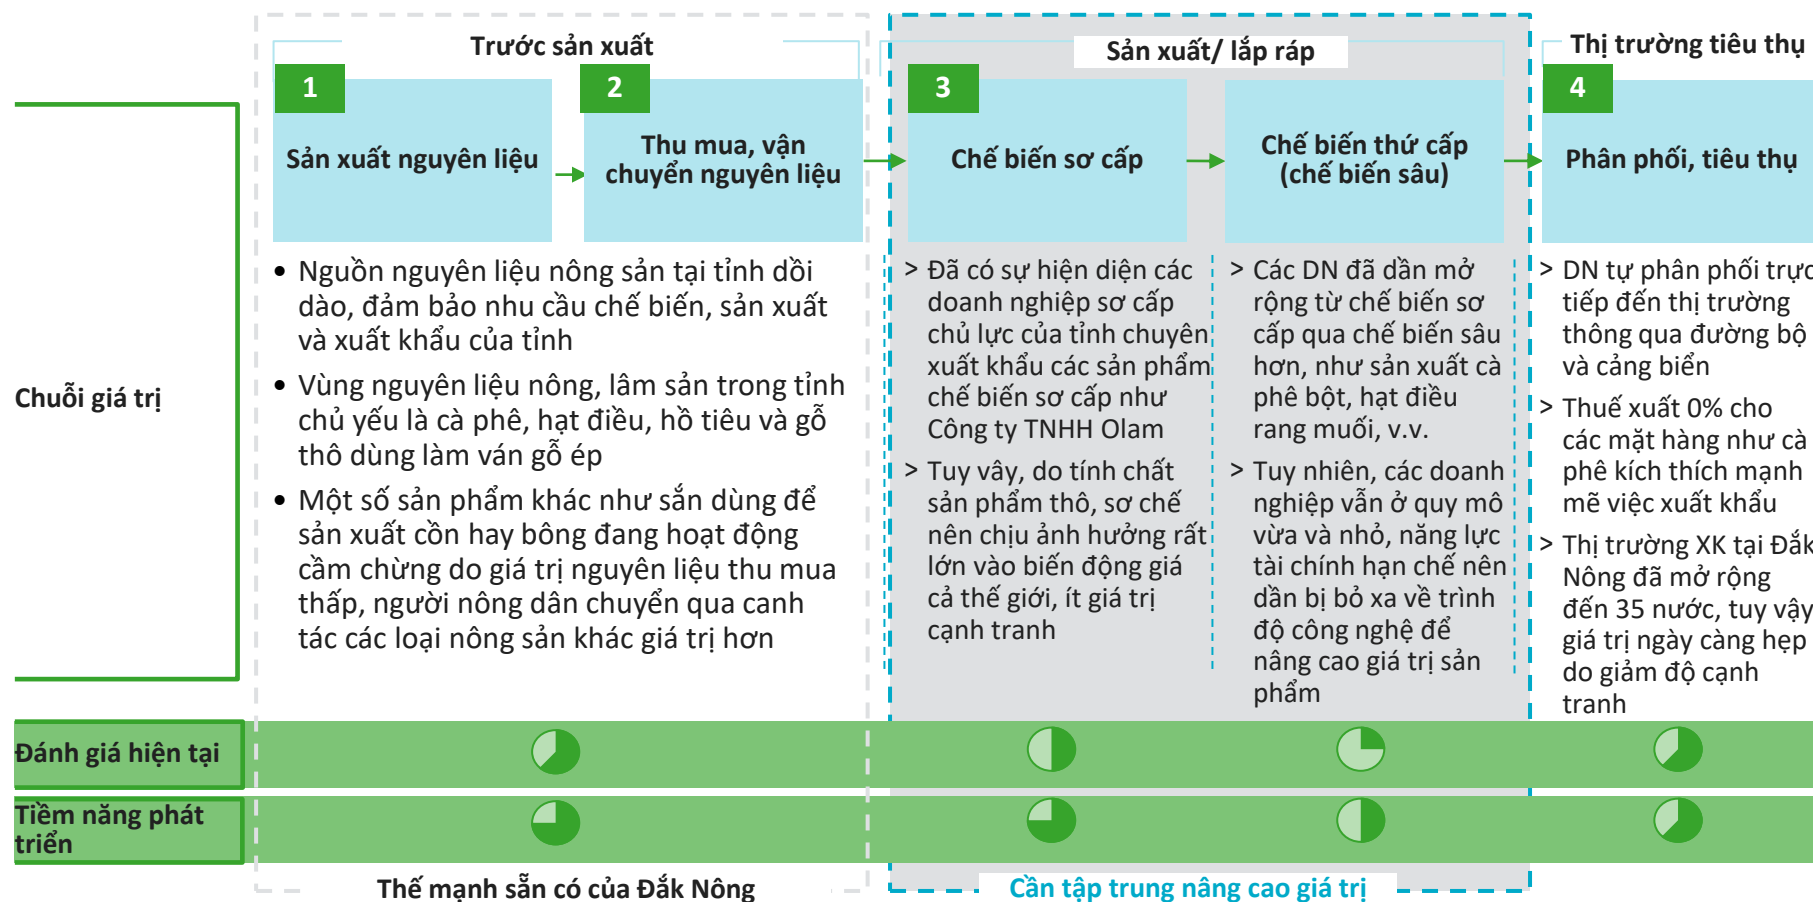 Trước sản xuất
Sản xuất/ lắp ráp
Thị trường tiêu thụ
1
2
3
4
Sản xuất nguyên liệu
Thu mua, vận
chuyển nguyên liệu
Chế biến sơ cấp
Chế biến thứ cấp
(chế biến sâu)
Phân phối, tiêu thụ
Chuỗi giá trị
• Nguồn nguyên liệu nông sản tại tỉnh dồi
dào, đảm bảo nhu cầu chế biến, sản xuất
và xuất khẩu của tỉnh
• Vùng nguyên liệu nông, lâm sản trong tỉnh
chủ yếu là cà phê, hạt điều, hồ tiêu và gỗ
thô dùng làm ván gỗ ép
• Một số sản phẩm khác như sắn dùng để
sản xuất cồn hay bông đang hoạt động
cầm chừng do giá trị nguyên liệu thu mua
thấp, người nông dân chuyển qua canh
tác các loại nông sản khác giá trị hơn
> Đã có sự hiện diện các
doanh nghiệp sơ cấp
chủ lực của tỉnh chuyên
xuất khẩu các sản phẩm
chế biến sơ cấp như
Công ty TNHH Olam
> Tuy vây, do tính chất
sản phẩm thô, sơ chế
nên chịu ảnh hưởng rất
lớn vào biến động giá
cả thế giới, ít giá trị
cạnh tranh
> Các DN đã dần mở
rộng từ chế biến sơ
cấp qua chế biến sâu
hơn, như sản xuất cà
phê bột, hạt điều
rang muối, v.v.
> Tuy nhiên, các doanh
nghiệp vẫn ở quy mô
vừa và nhỏ, năng lực
tài chính hạn chế nên
dần bị bỏ xa về trình
độ công nghệ để
nâng cao giá trị sản
phẩm
> DN tự phân phối trực
tiếp đến thị trường
thông qua đường bộ
và cảng biển
> Thuế xuất 0% cho
các mặt hàng như cà
phê kích thích mạnh
mẽ việc xuất khẩu
> Thị trường XK tại Đắk
Nông đã mở rộng
đến 35 nước, tuy vậy
giá trị ngày càng hẹp
do giảm độ cạnh
tranh
Đánh giá hiện tại
Tiềm năng phát
triển
Thế mạnh sẵn có của Đắk Nông
Cần tập trung nâng cao giá trị